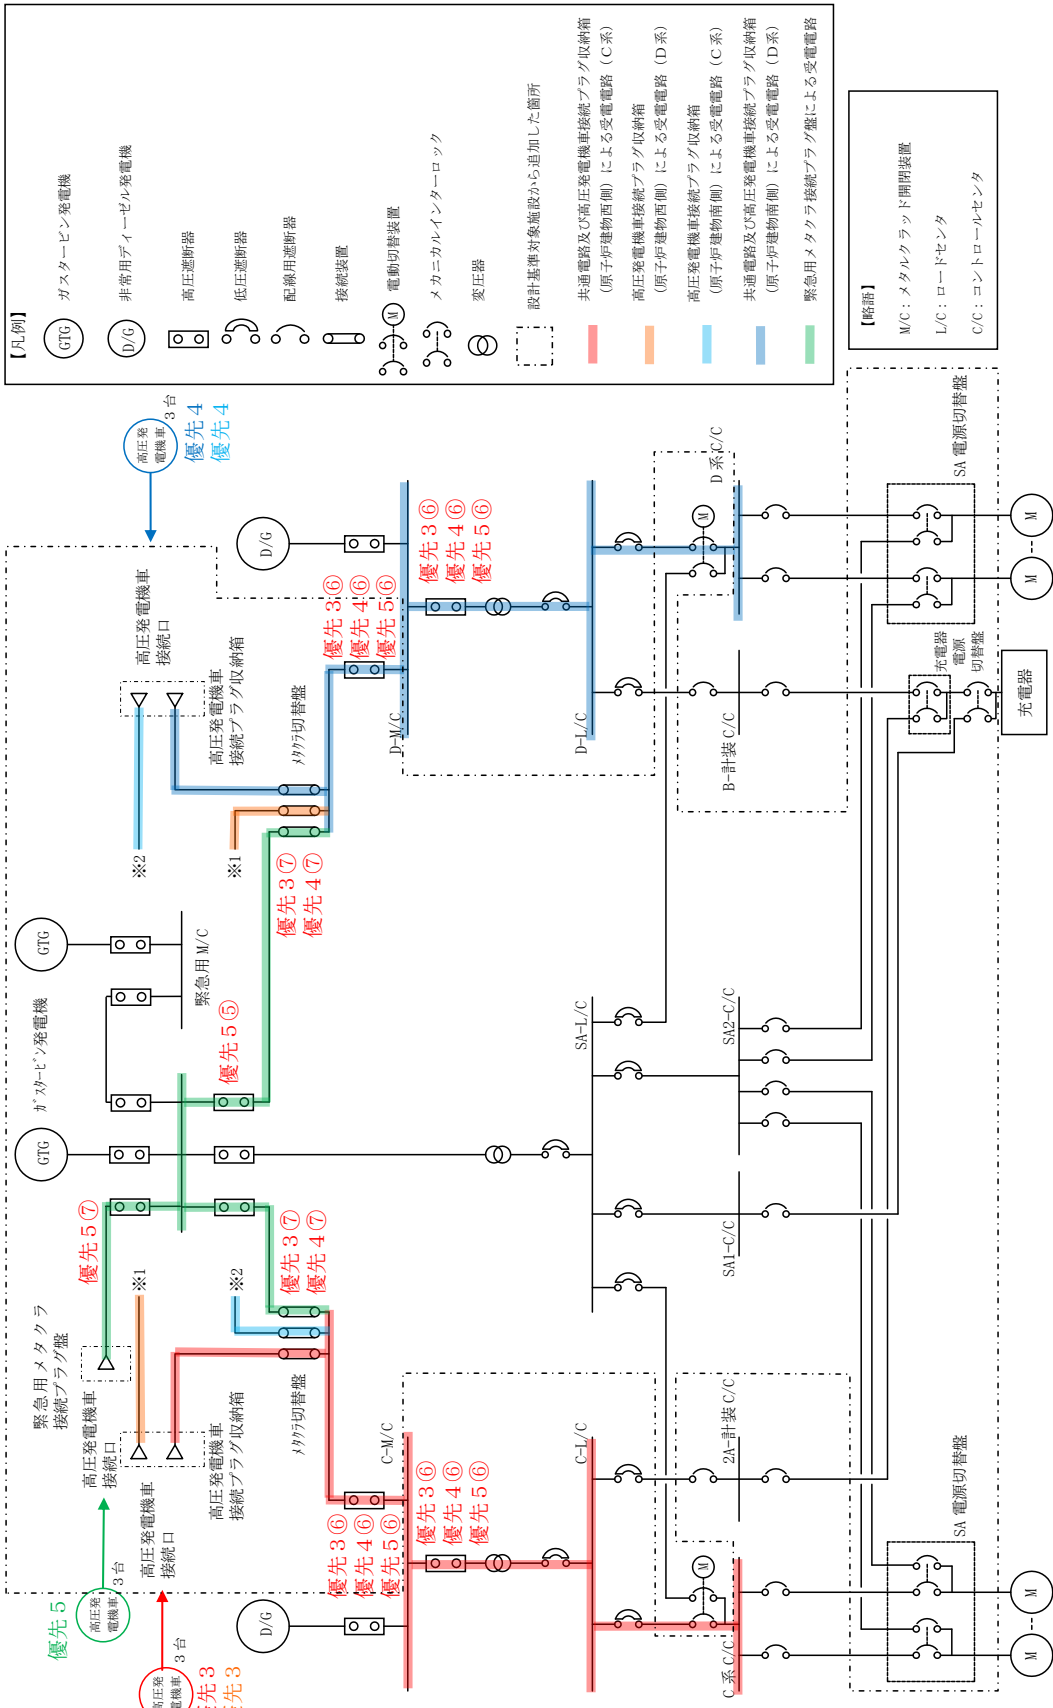 【凡例】
GTG
ガスタービン発電機
D/G
非常用ディーゼル発電機
高圧遮断器
低圧遮断器
配線用遮断器
接続装置
M
電動切替装置
メカニカルインターロック
変圧器
設計基準対象施設から追加した箇所
共通電路及び高圧発電機車接続プラグ収納箱
(原子炉建物西側)による受電電路(C系)
高圧発電機車接続プラグ収納箱
(原子炉建物西側)による受電電路(D系)
高圧発電機車接続プラグ収納箱
(原子炉建物南側)による受電電路(C系)
共通電路及び高圧発電機車接続プラグ収納箱
(原子炉建物南側)による受電電路(D系)
緊急用メタクラ接続プラグ盤による受電電路
【略語】
M/C:メタルクラッド開閉装置
L/C:ロードセンタ
C/C:コントロールセンタ
優先5
高圧発
電機車
3台
高圧発
電機車
3台
優先3
優先3
高圧発
電機車
3台
優先4
優先4
緊急用メタクラ
接続プラグ盤
高圧発電機車
接続口
高圧発電機車
接続口
高圧発電機車
接続プラグ収納箱
優先5⑦
※1
※2
優先3⑦
優先4⑦
ﾒﾀｸﾗ切替盤
GTG
ｶﾞｽﾀｰﾋﾞﾝ発電機
GTG
緊急用M/C
優先5⑤
高圧発電機車
接続口
高圧発電機車
接続プラグ収納箱
※2
※1
優先3⑦
優先4⑦
ﾒﾀｸﾗ切替盤
D/G
優先3⑥
優先4⑥
優先5⑥
C-M/C
優先3⑥
優先4⑥
優先5⑥
D/G
優先3⑥
優先4⑥
優先5⑥
D-M/C
優先3⑥
優先4⑥
優先5⑥
C-L/C
SA-L/C
D-L/C
M
C系C/C
2A-計装C/C
SA1-C/C
SA2-C/C
B-計装C/C
M
D系C/C
SA電源切替盤
M
M
充電器
電源
切替盤
充電器
SA電源切替盤
M
M